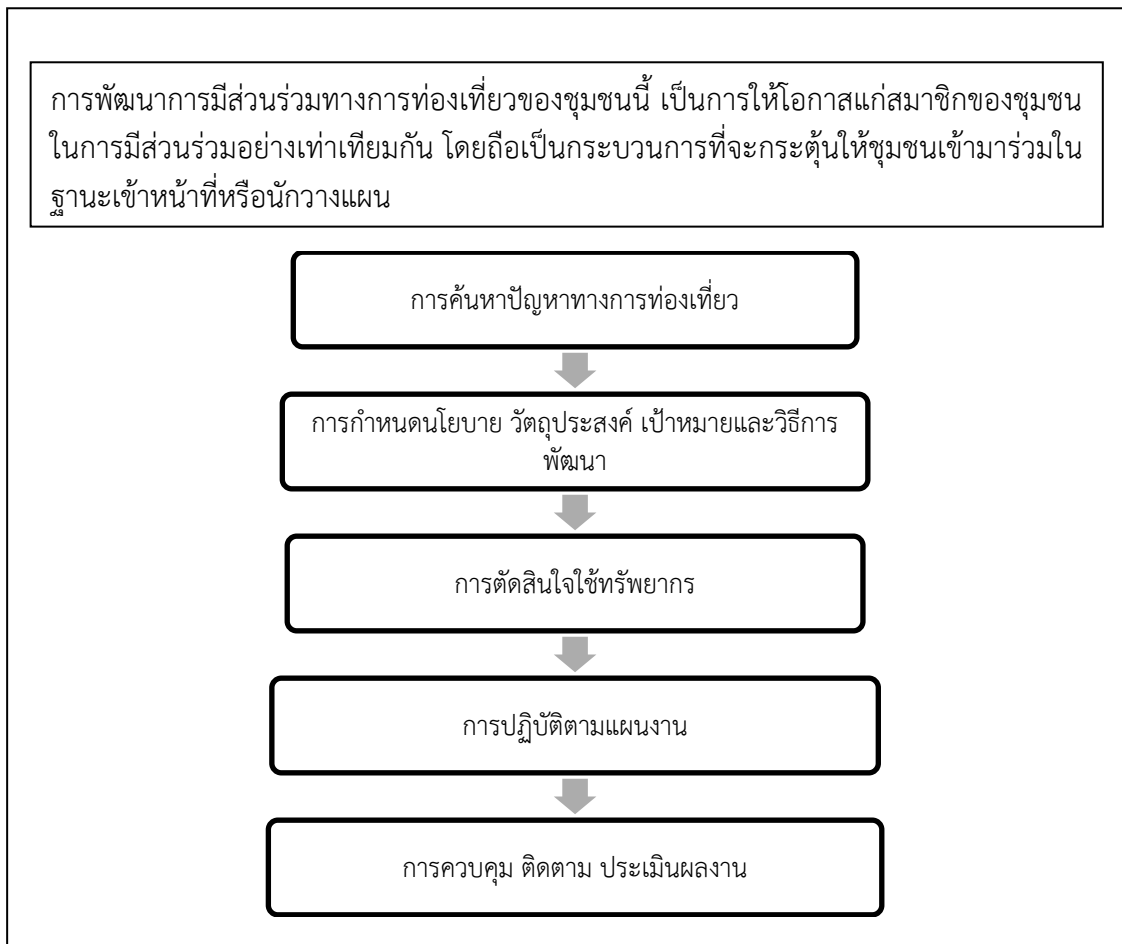 การพัฒนาการมีส่วนร่วมทางการท่องเที่ยวของชุมชนนี้ เป็นการให้โอกาสแก่สมาชิกของชุมชน
ในการมีส่วนร่วมอย่างเท่าเทียมกัน โดยถือเป็นกระบวนการที่จะกระตุ้นให้ชุมชนเข้ามาร่วมใน
ฐานะเข้าหน้าที่หรือนักวางแผน
การค้นหาปัญหาทางการท่องเที่ยว
การกำหนดนโยบาย วัตถุประสงค์ เป้าหมายและวิธีการ
พัฒนา
การตัดสินใจใช้ทรัพยากร
การปฏิบัติตามแผนงาน
การควบคุม ติดตาม ประเมินผลงาน